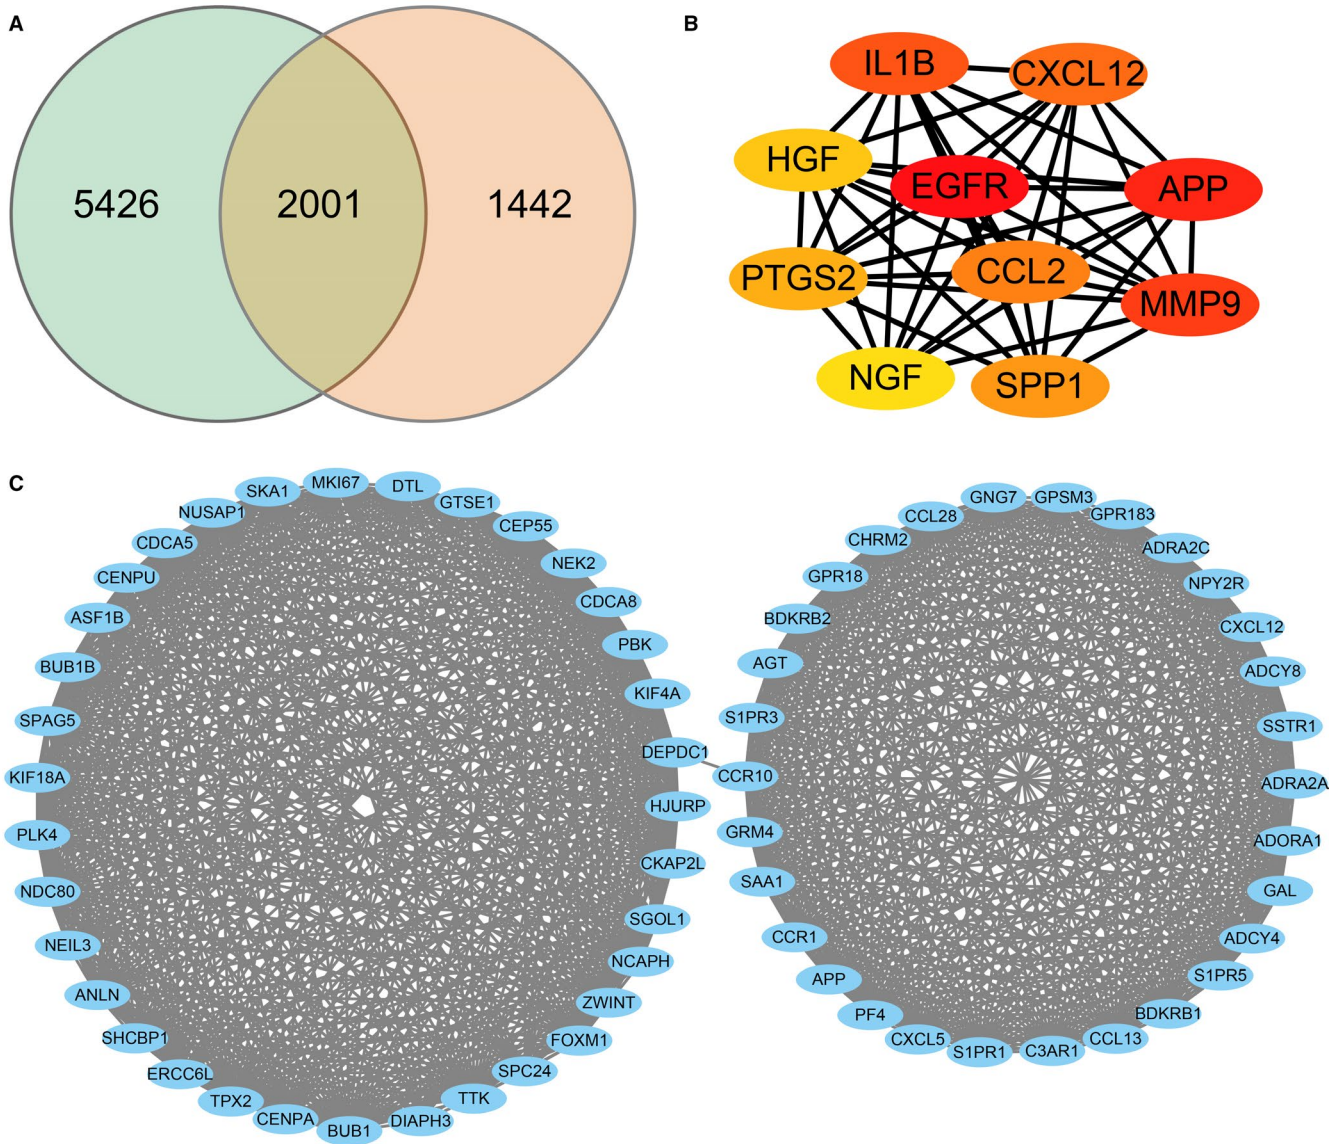 A
B
5426
2001
1442
IL1B
CXCL12
HGF
EGFR
APP
PTGS2
CCL2
MMP9
NGF
SPP1
C
MKI67
DTL
SKA1
GTSE1
NUSAP1
CEP55
CDCA5
NEK2
CENPU
CDCA8
ASF1B
PBK
BUB1B
KIF4A
SPAG5
DEPDC1
KIF18A
HJURP
PLK4
CKAP2L
NDC80
SGOL1
NEIL3
NCAPH
ANLN
ZWINT
SHCBP1
FOXM1
ERCC6L
SPC24
TPX2
TTK
CENPA
DIAPH3
BUB1
GNG7
GPSM3
CCL28
GPR183
CHRM2
ADRA2C
GPR18
NPY2R
BDKRB2
CXCL12
AGT
ADCY8
S1PR3
SSTR1
CCR10
ADRA2A
GRM4
ADORA1
SAA1
GAL
CCR1
ADCY4
APP
S1PR5
PF4
BDKRB1
CXCL5
CCL13
S1PR1
C3AR1